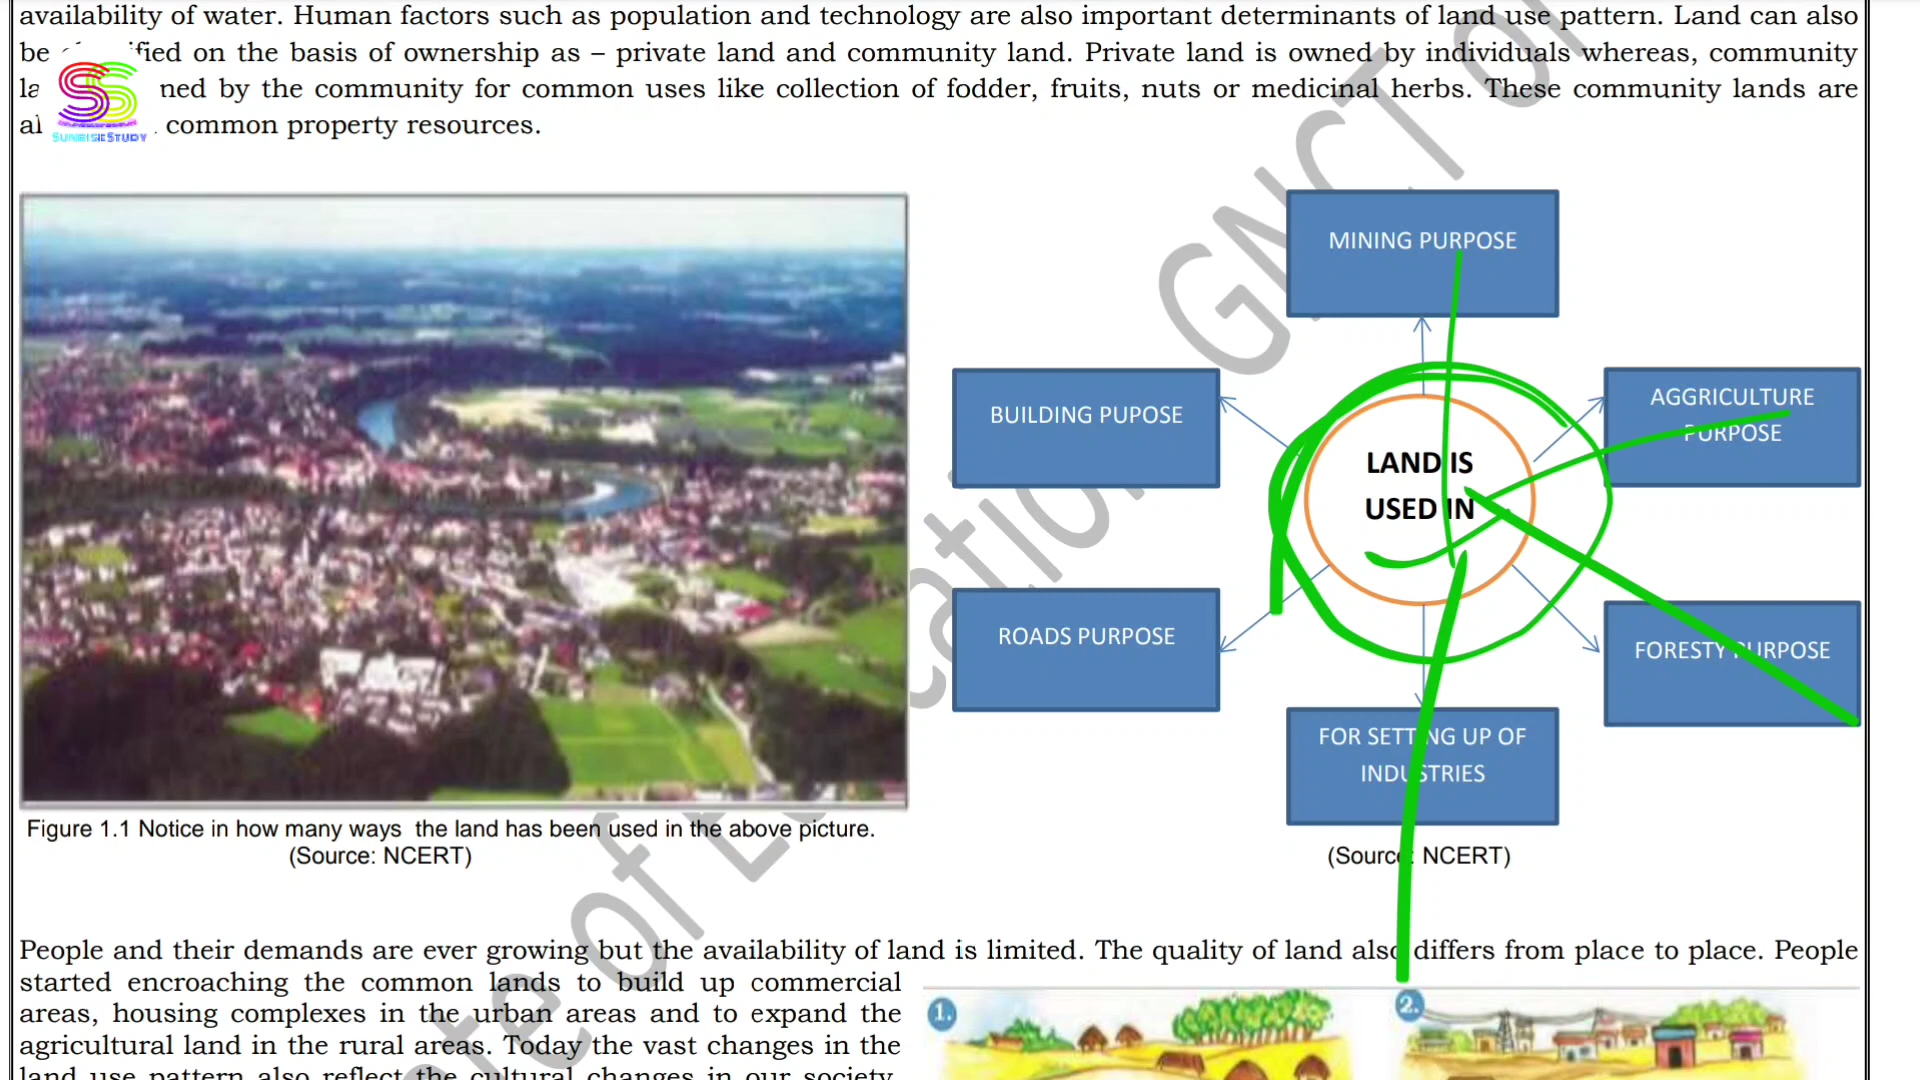 availability of water. Human factors such as population and technology are also important determinants of land use pattern. Land can also
be ified on the basis of ownership as – private land and community land. Private land is owned by individuals whereas, community
la ned by the community for common uses like collection of fodder, fruits, nuts or medicinal herbs. These community lands are
al common property resources.
SUNRISESTUDY
MINING PURPOSE
BUILDING PUPOSE
AGGRICULTURE
PURPOSE
LAND IS
USED IN
ROADS PURPOSE
FORESTY PURPOSE
FOR SETTING UP OF
INDUSTRIES
Figure 1.1 Notice in how many ways the land has been used in the above picture.
(Source: NCERT)
(Source: NCERT)
People and their demands are ever growing but the availability of land is limited. The quality of land also differs from place to place. People
started encroaching the common lands to build up commercial
areas, housing complexes in the urban areas and to expand the
agricultural land in the rural areas. Today the vast changes in the
land use pattern also reflect the cultural changes in our society.
1.
2.